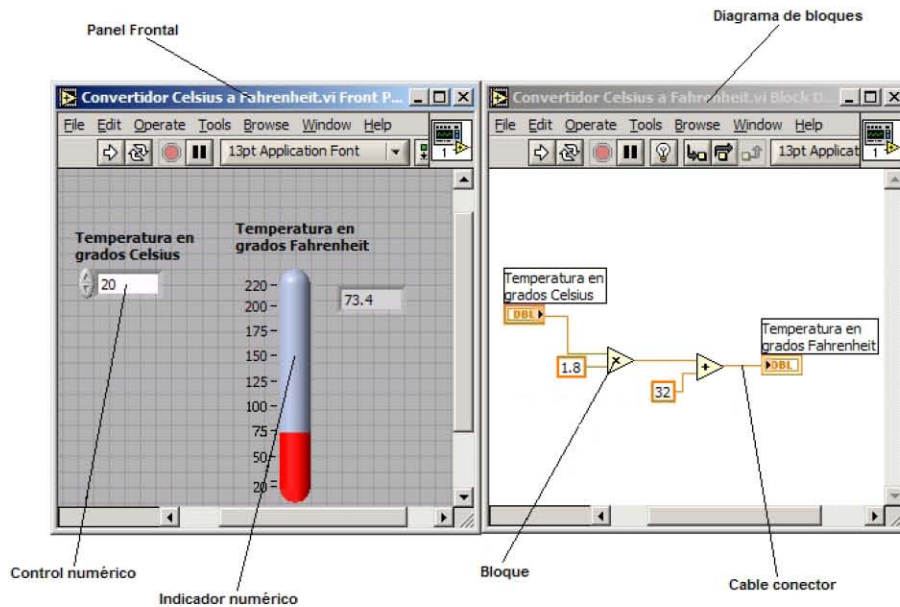 Panel Frontal
Diagrama de bloques
Convertidor Celsius a Fahrenheit.vi Front P...
File Edit Operate Tools Browse Window Help
13pt Application Font
1
Temperatura en
grados Celsius
20
Temperatura en
grados Fahrenheit
220
200
175
150
125
100
75
50
20
73.4
Convertidor Celsius a Fahrenheit.vi Block D...
File Edit Operate Tools Browse Window Help
13pt Applicat
1
Temperatura en
grados Celsius
DBL
1.8
32
Temperatura en
grados Fahrenheit
DBL
Control numérico
Indicador numérico
Bloque
Cable conector